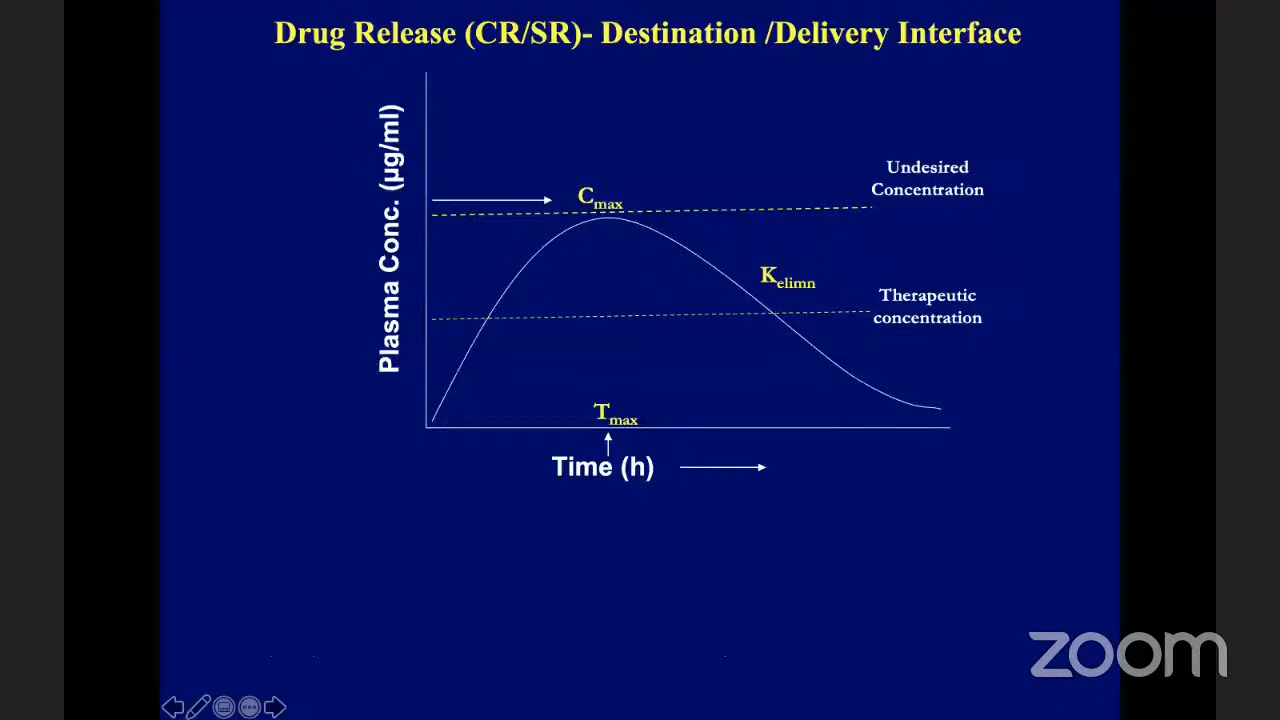 Drug Release (CR/SR)- Destination /Delivery Interface
Plasma Conc. (µg/ml)
Undesired
Concentration
Cmax
Kelimn
Therapeutic
concentration
Tmax
Time (h)
zoom